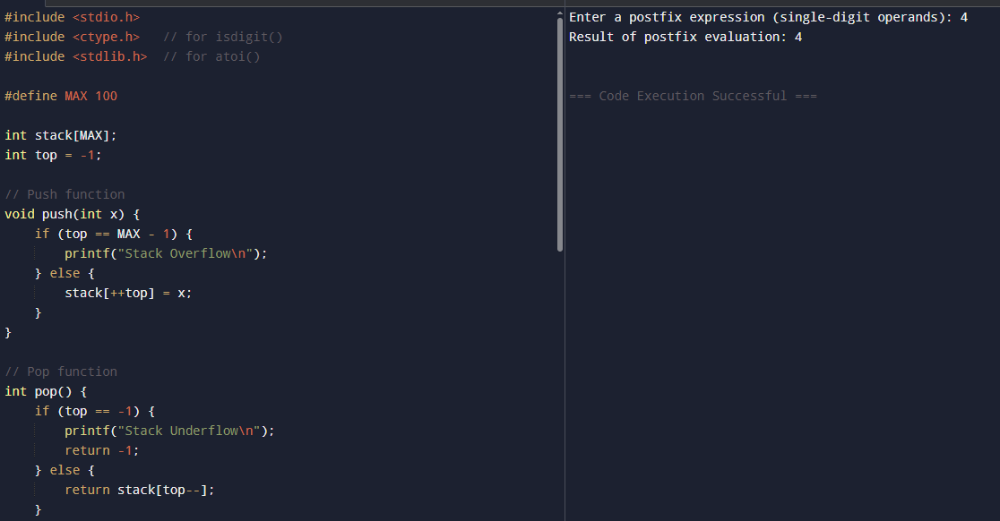 #include <stdio.h>
#include <ctype.h>   // for isdigit()
#include <stdlib.h>  // for atoi()

#define MAX 100

int stack[MAX];
int top = -1;

// Push function
void push(int x) {
    if (top == MAX - 1) {
        printf("Stack Overflow\n");
    } else {
        stack[++top] = x;
    }
}

// Pop function
int pop() {
    if (top == -1) {
        printf("Stack Underflow\n");
        return -1;
    } else {
        return stack[top--];
    }

Enter a postfix expression (single-digit operands): 4
Result of postfix evaluation: 4

=== Code Execution Successful ===